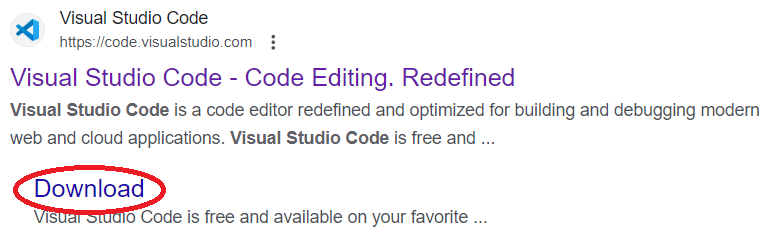 Visual Studio Code
https://code.visualstudio.com
Visual Studio Code - Code Editing. Redefined
Visual Studio Code is a code editor redefined and optimized for building and debugging modern
web and cloud applications. Visual Studio Code is free and ...
Download
Visual Studio Code is free and available on your favorite ...